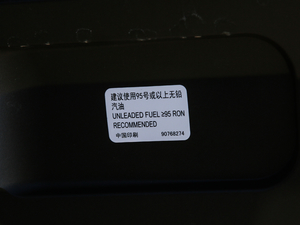 建议使用95号或以上无铅
汽油
UNLEADED FUEL ≥95 RON
RECOMMENDED
中国印刷 90768274